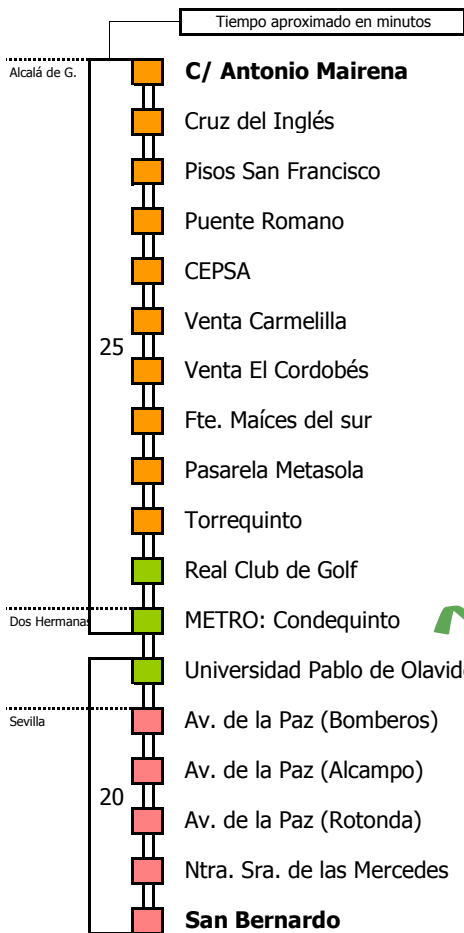 Tiempo aproximado en minutos
Alcalá de G.
C/ Antonio Mairena
Cruz del Inglés
Pisos San Francisco
Puente Romano
CEPSA
Venta Carmelilla
25
Venta El Cordobés
Fte. Maíces del sur
Pasarela Metasola
Torrequinto
Real Club de Golf
Dos Hermanas
METRO: Condequinto
Universidad Pablo de Olavide
Sevilla
Av. de la Paz (Bomberos)
Av. de la Paz (Alcampo)
20
Av. de la Paz (Rotonda)
Ntra. Sra. de las Mercedes
San Bernardo